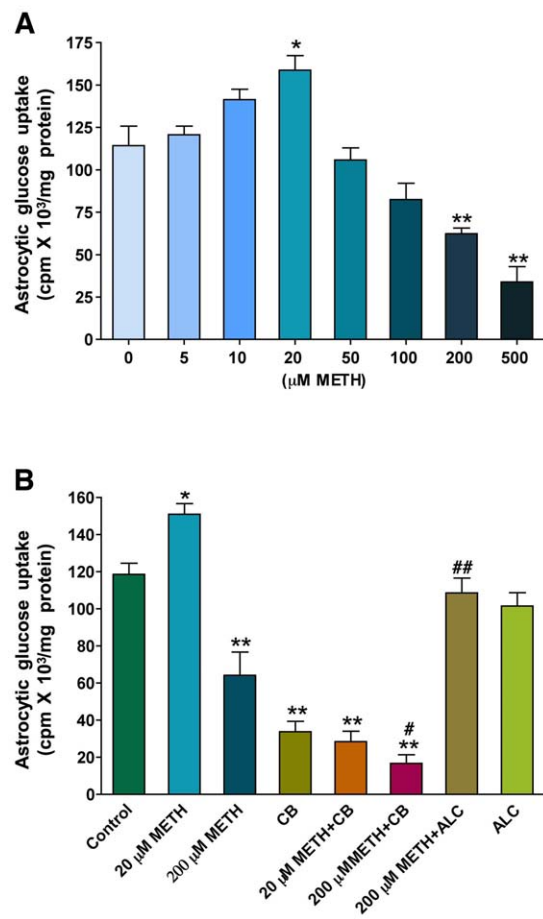 A
Astrocytic glucose uptake
(cpm X 10³/mg protein)
175
150
125
100
75
50
25
0
*
**
**
0 5 10 20 50 100 200 500
(μM METH)
B
Astrocytic glucose uptake
(cpm X 10³/mg protein)
160
140
120
100
80
60
40
20
0
*
**
**
**
#
**
##
Control
20 μM METH
200 μM METH
CB
20 μM METH+CB
200 μMMETH+CB
200 μM METH+ALC
ALC